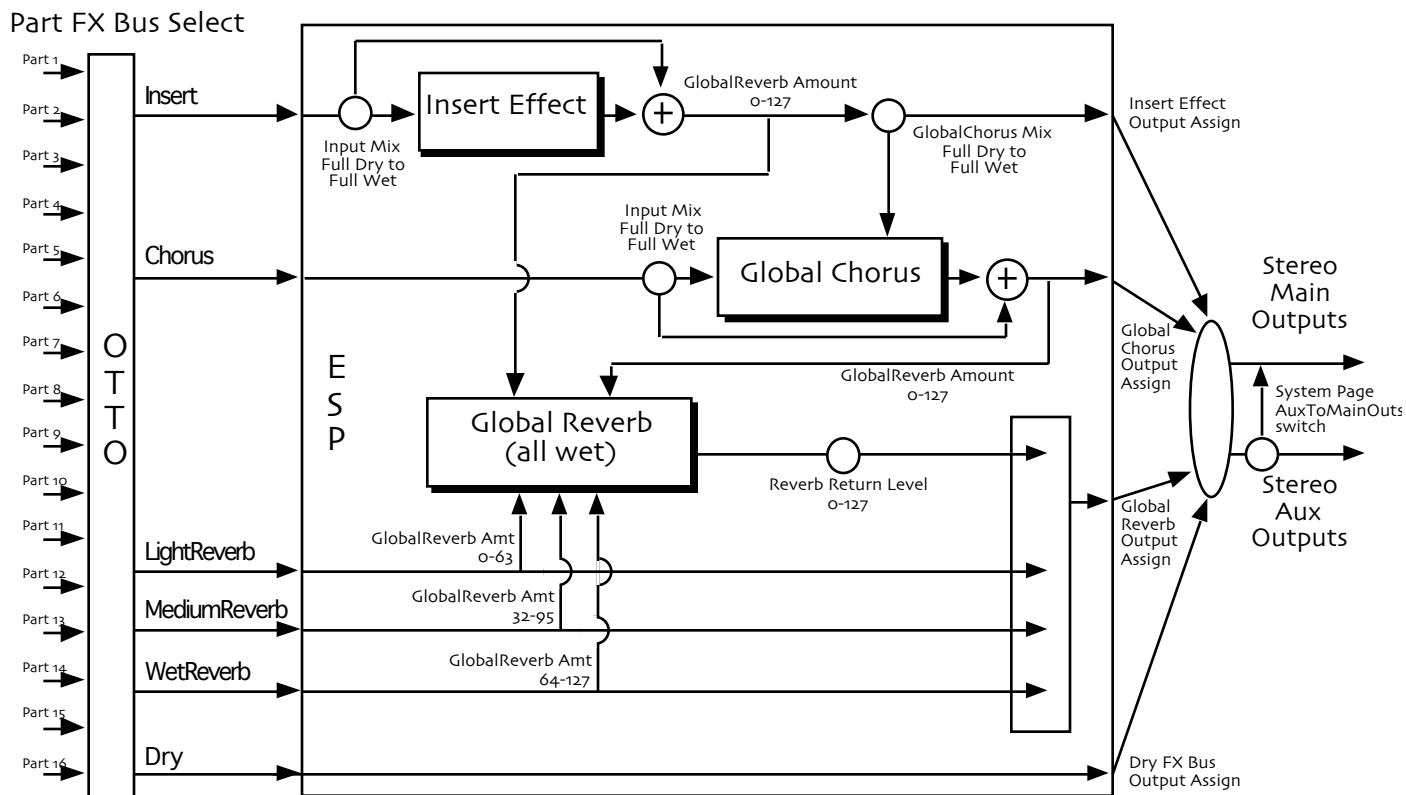 Part FX Bus Select
Part 1
Part 2
Part 3
Part 4
Part 5
Part 6
Part 7
Part 8
Part 9
Part 10
Part 11
Part 12
Part 13
Part 14
Part 15
Part 16
O
T
T
O
Insert
Chorus
LightReverb
MediumReverb
WetReverb
Dry
E
S
P
Input Mix
Full Dry to
Full Wet
Insert Effect
+
GlobalReverb Amount
0-127
GlobalChorus Mix
Full Dry to
Full Wet
Input Mix
Full Dry to
Full Wet
Global Chorus
+
GlobalReverb Amount
0-127
Global Reverb
(all wet)
Reverb Return Level
0-127
GlobalReverb Amt
0-63
GlobalReverb Amt
32-95
GlobalReverb Amt
64-127
Insert Effect
Output Assign
Global
Chorus
Output
Assign
Global
Reverb
Output
Assign
Dry FX Bus
Output Assign
Stereo
Main
Outputs
System Page
AuxToMainOuts
switch
Stereo
Aux
Outputs